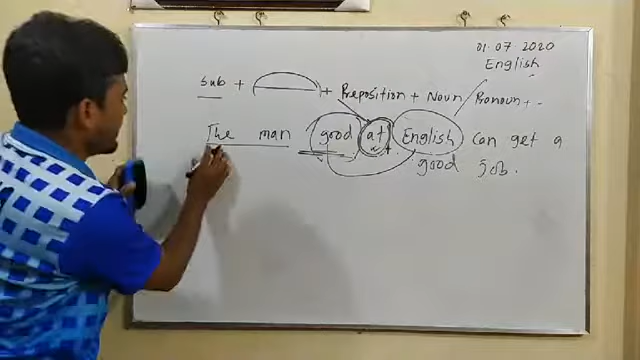 01.07 2020
English
Sub + + Preposition + Noun / Pronoun + -
The man good at English can get a
good job.